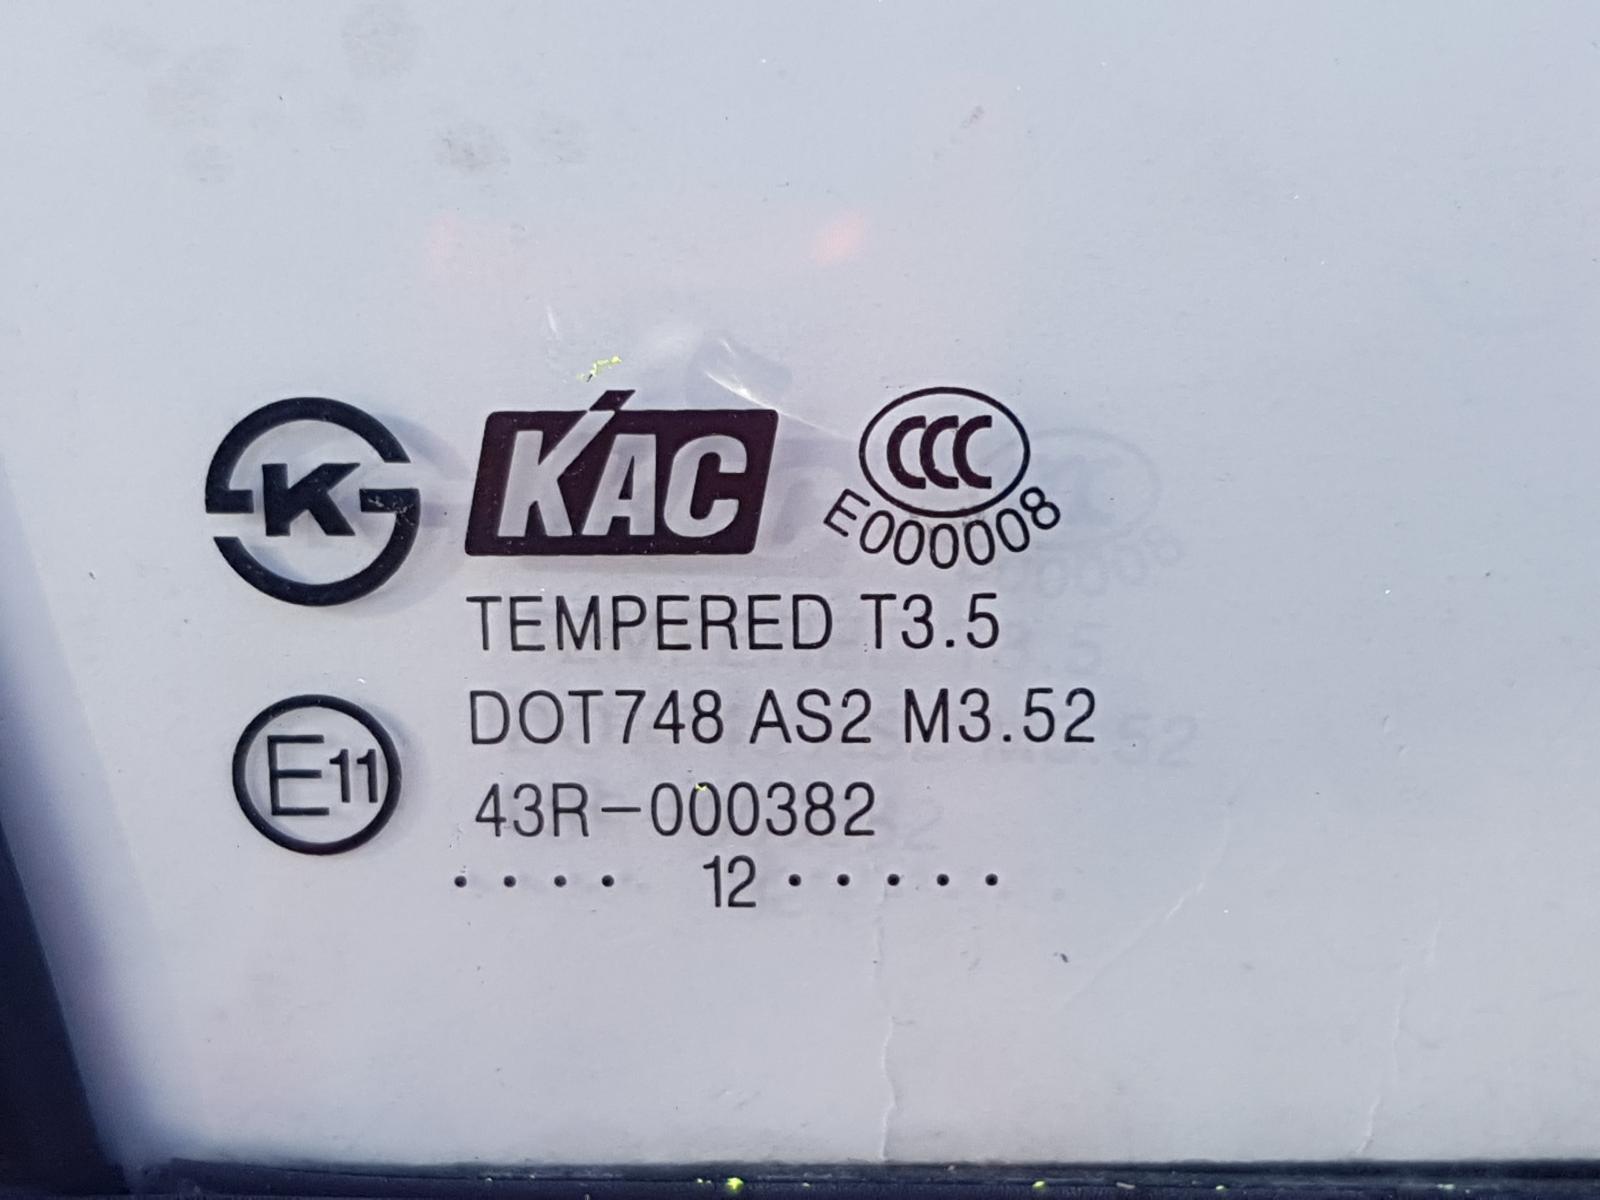 K
KAC
CCC
E000008
TEMPERED T3.5
DOT748 AS2 M3.52
E11
43R-000382
.... 12 .....